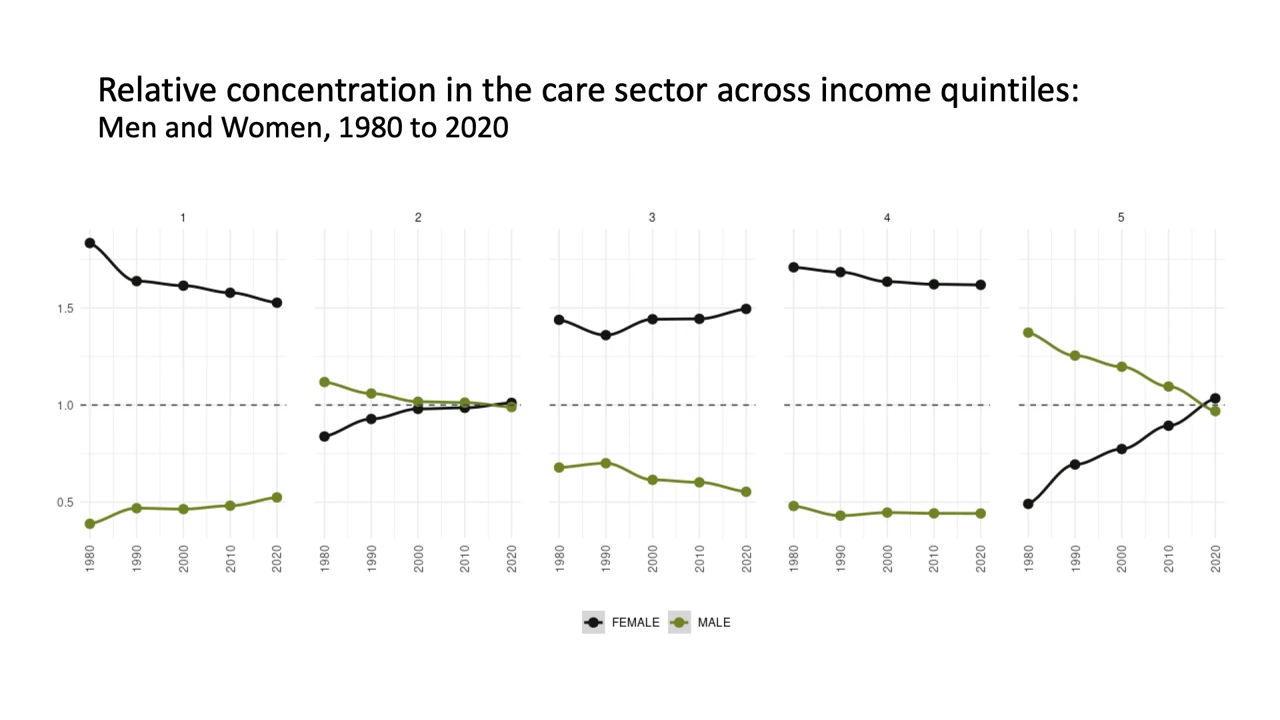 Relative concentration in the care sector across income quintiles:
Men and Women, 1980 to 2020
1 2 3 4 5
1.5
1.0
0.5
1980 1990 2000 2010 2020 1980 1990 2000 2010 2020 1980 1990 2000 2010 2020 1980 1990 2000 2010 2020 1980 1990 2000 2010 2020
FEMALE MALE